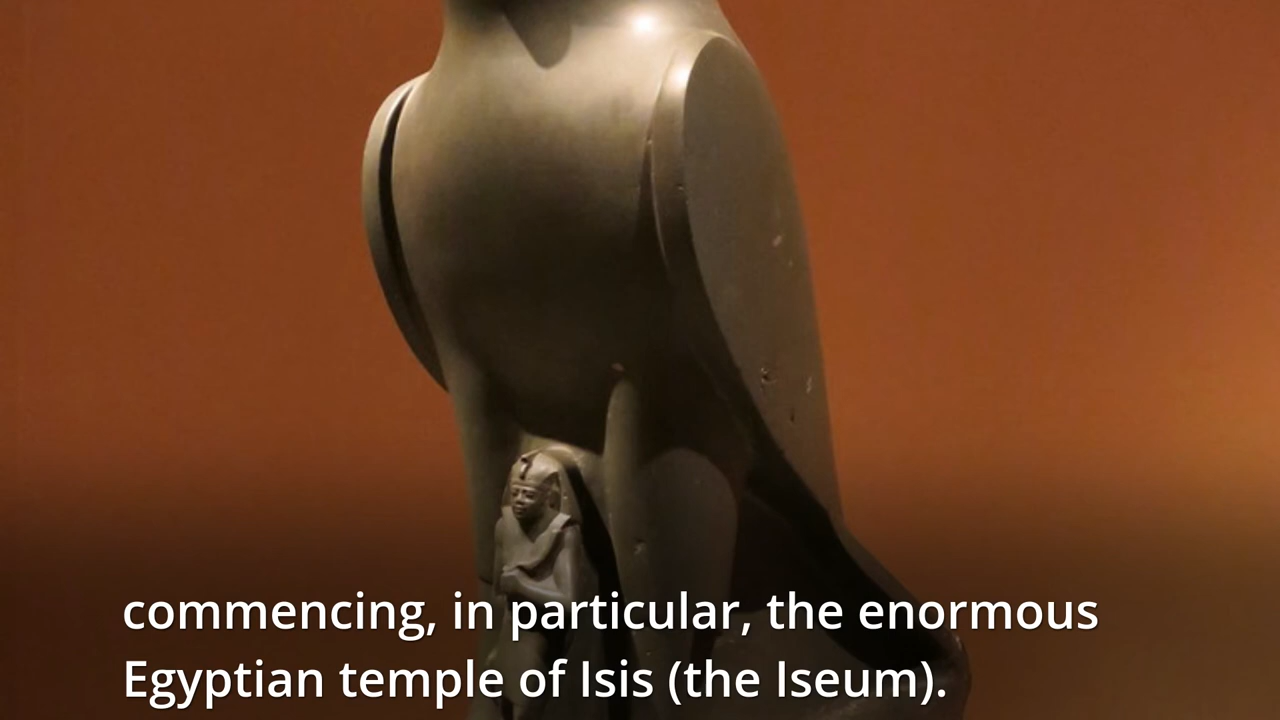 commencing, in particular, the enormous
Egyptian temple of Isis (the Iseum).